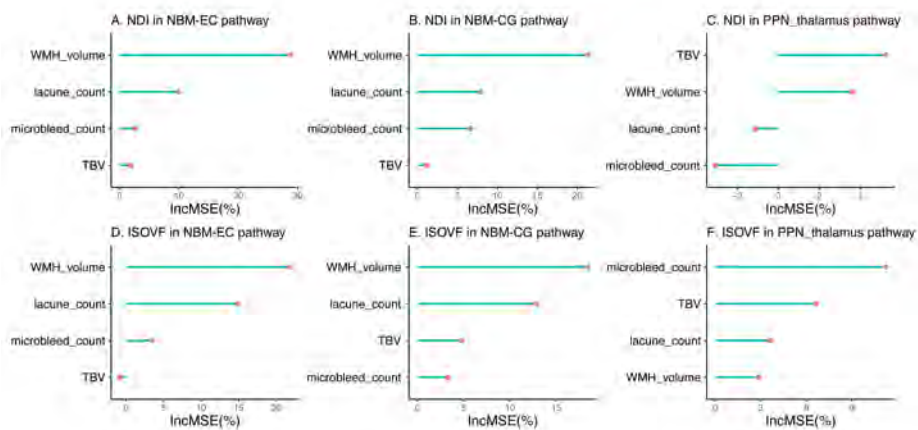 A. NDI in NBM-EC pathway
WMH_volume
lacune_count
microbleed_count
TBV
0 10 20 30
IncMSE(%)
B. NDI in NBM-CG pathway
WMH_volume
lacune_count
microbleed_count
TBV
0 5 10 15 20
IncMSE(%)
C. NDI in PPN_thalamus pathway
TBV
WMH_volume
lacune_count
microbleed_count
IncMSE(%)
D. ISOVF in NBM-EC pathway
WMH_volume
lacune_count
microbleed_count
TBV
0 5 10 15 20
IncMSE(%)
E. ISOVF in NBM-CG pathway
WMH_volume
lacune_count
TBV
microbleed_count
0 5 10 15
IncMSE(%)
F. ISOVF in PPN_thalamus pathway
microbleed_count
TBV
lacune_count
WMH_volume
0
IncMSE(%)